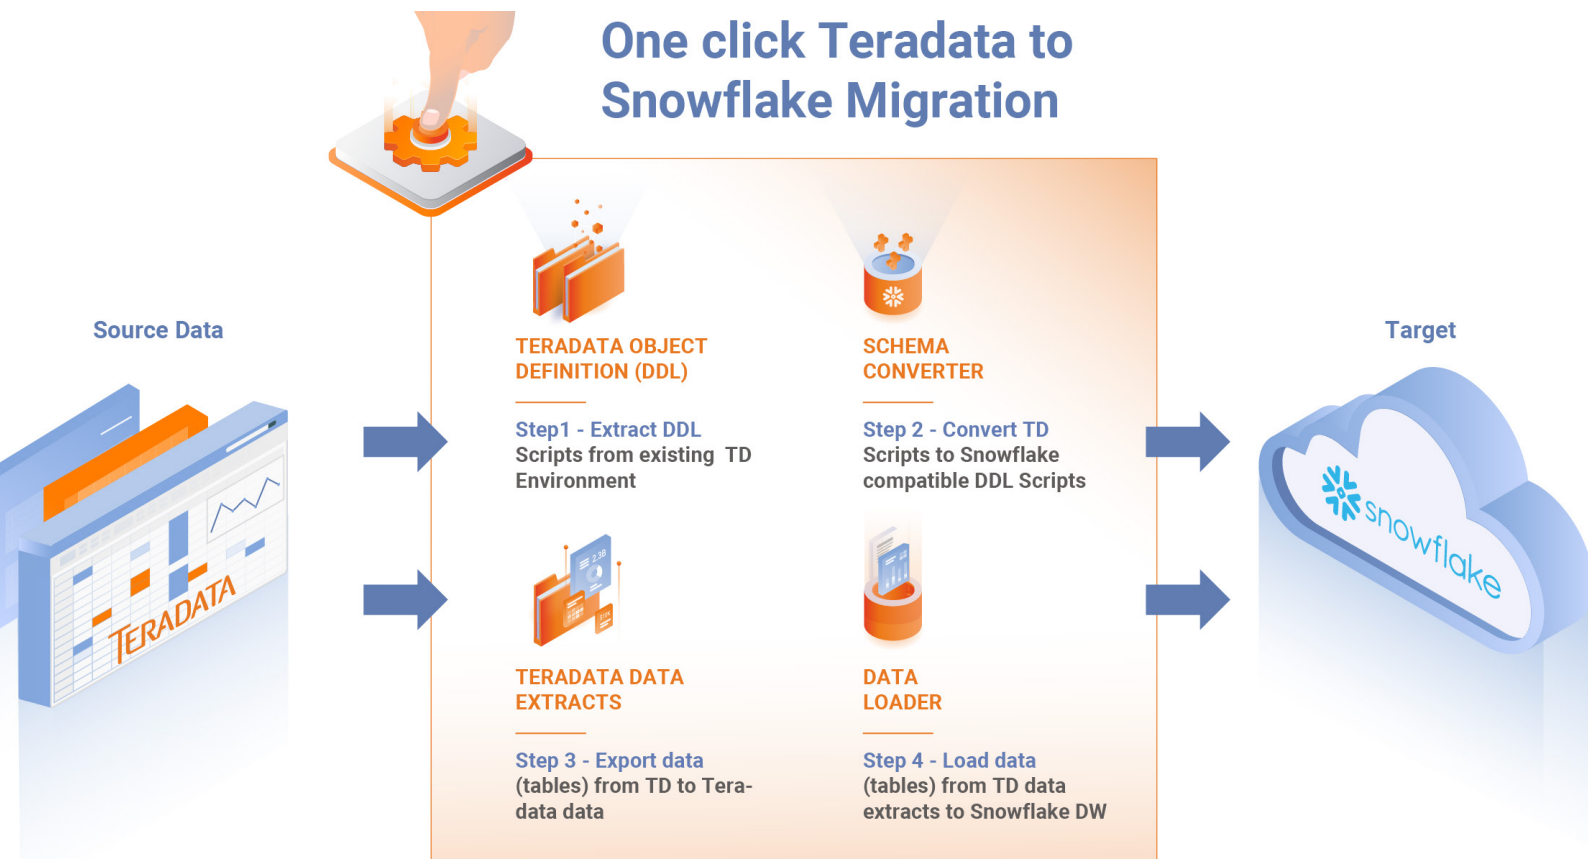 One click Teradata to
Snowflake Migration
Source Data
Target
TERADATA OBJECT
DEFINITION (DDL)
Step1 - Extract DDL
Scripts from existing TD
Environment
SCHEMA
CONVERTER
Step 2 - Convert TD
Scripts to Snowflake
compatible DDL Scripts
TERADATA
snowflake
2.3B
TERADATA DATA
EXTRACTS
Step 3 - Export data
(tables) from TD to Tera-
data data
DATA
LOADER
Step 4 - Load data
(tables) from TD data
extracts to Snowflake DW